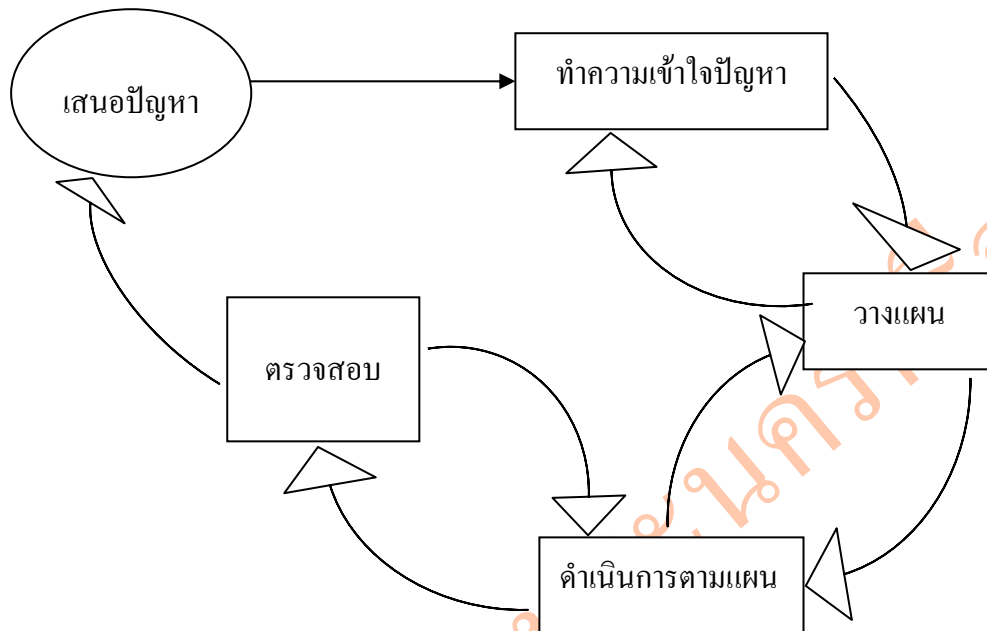 เสนอปัญหา
ทำความเข้าใจปัญหา
วางแผน
ตรวจสอบ
ดำเนินการตามแผน